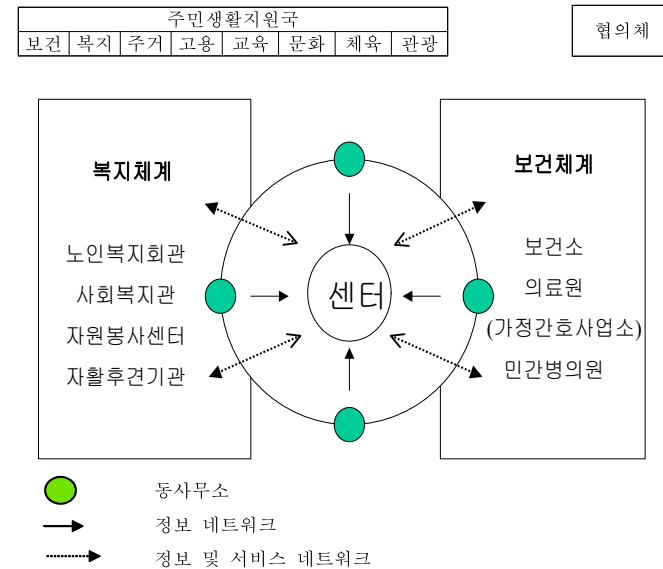 주민생활지원국
보건 복지 주거 고용 교육 문화 체육 관광
협의체
복지체계
노인복지회관
사회복지관
자원봉사센터
자활후견기관
센터
보건체계
보건소
의료원
(가정간호사업소)
민간병의원
동사무소
정보 네트워크
정보 및 서비스 네트워크